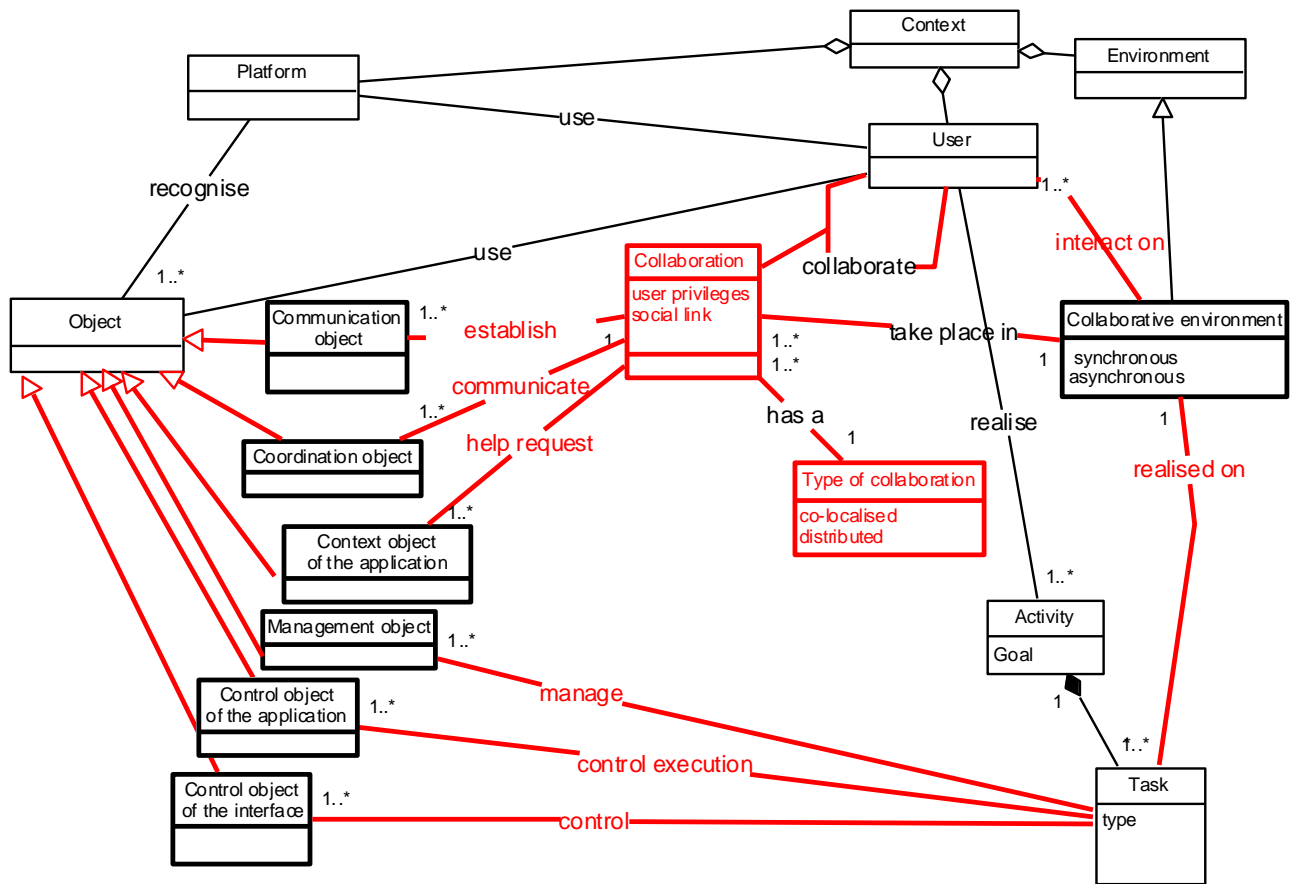 Context
Platform
Environment
use
User
recognise
1..*
interact on
use
collaborate
Collaboration
user privileges
social link
1..*
Object
Communication
object
1..*
establish
1
take place in
1..*
1..*
1
Collaborative environment
synchronous
asynchronous
communicate
1..*
has a
1
realise
1
help request
Coordination object
realised on
Type of collaboration
co-localised
distributed
1..*
Context object
of the application
1..*
Activity
Goal
Management object
1..*
manage
1
Control object
of the application
1..*
1..*
control execution
Task
type
Control object
of the interface
1..*
control